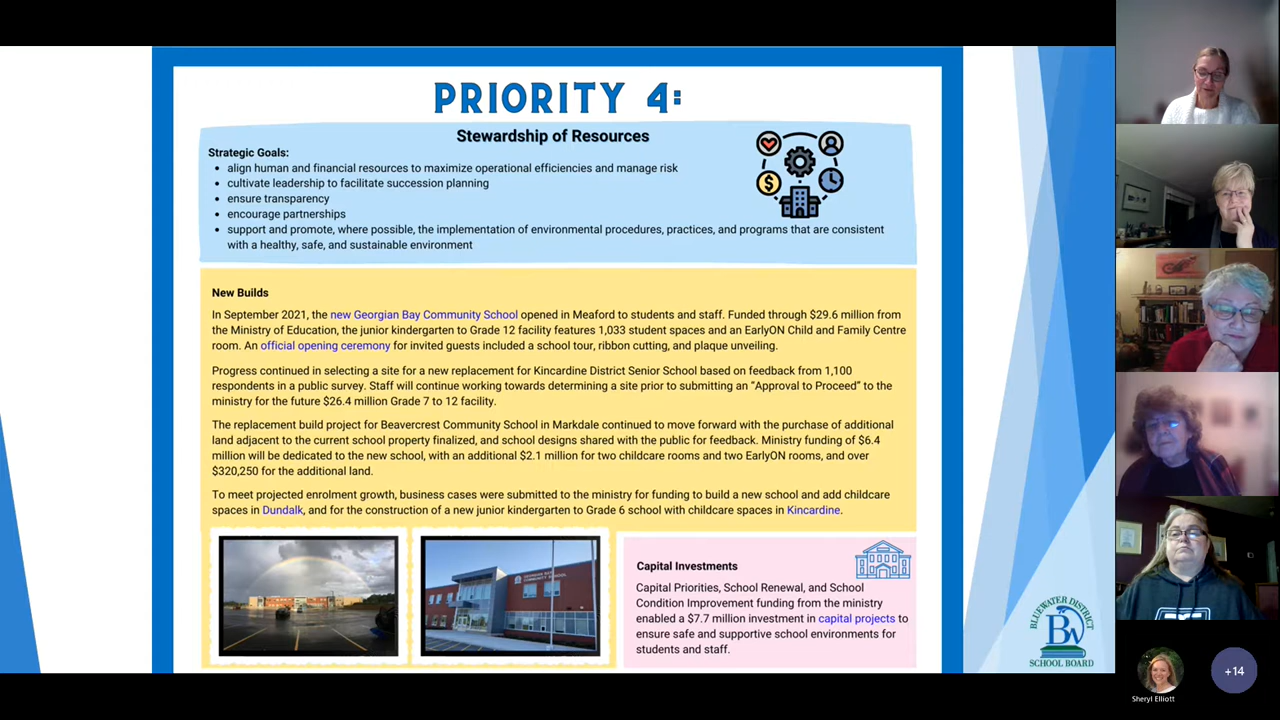 PRIORITY 4:
Stewardship of Resources
Strategic Goals:
• align human and financial resources to maximize operational efficiencies and manage risk
• cultivate leadership to facilitate succession planning
• ensure transparency
• encourage partnerships
• support and promote, where possible, the implementation of environmental procedures, practices, and programs that are consistent
with a healthy, safe, and sustainable environment
New Builds
In September 2021, the new Georgian Bay Community School opened in Meaford to students and staff. Funded through $29.6 million from
the Ministry of Education, the junior kindergarten to Grade 12 facility features 1,033 student spaces and an EarlyON Child and Family Centre
room. An official opening ceremony for invited guests included a school tour, ribbon cutting, and plaque unveiling.
Progress continued in selecting a site for a new replacement for Kincardine District Senior School based on feedback from 1,100
respondents in a public survey. Staff will continue working towards determining a site prior to submitting an “Approval to Proceed” to the
ministry for the future $26.4 million Grade 7 to 12 facility.
The replacement build project for Beavercrest Community School in Markdale continued to move forward with the purchase of additional
land adjacent to the current school property finalized, and school designs shared with the public for feedback. Ministry funding of $6.4
million will be dedicated to the new school, with an additional $2.1 million for two childcare rooms and two EarlyON rooms, and over
$320,250 for the additional land.
To meet projected enrolment growth, business cases were submitted to the ministry for funding to build a new school and add childcare
spaces in Dundalk, and for the construction of a new junior kindergarten to Grade 6 school with childcare spaces in Kincardine.
GEORGIAN BAY
COMMUNITY SCHOOL
Capital Investments
Capital Priorities, School Renewal, and School
Condition Improvement funding from the ministry
enabled a $7.7 million investment in capital projects to
ensure safe and supportive school environments for
students and staff.
BLUEWATER DISTRICT
SCHOOL BOARD
Sheryl Elliott
+14